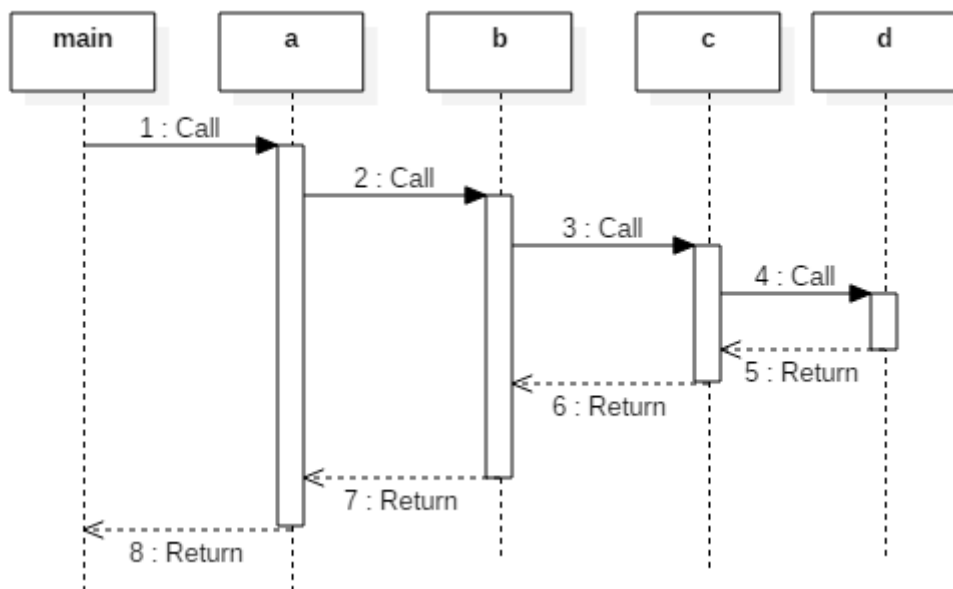 main
a
b
c
d
1 : Call
2 : Call
3 : Call
4 : Call
5 : Return
6 : Return
7 : Return
8 : Return